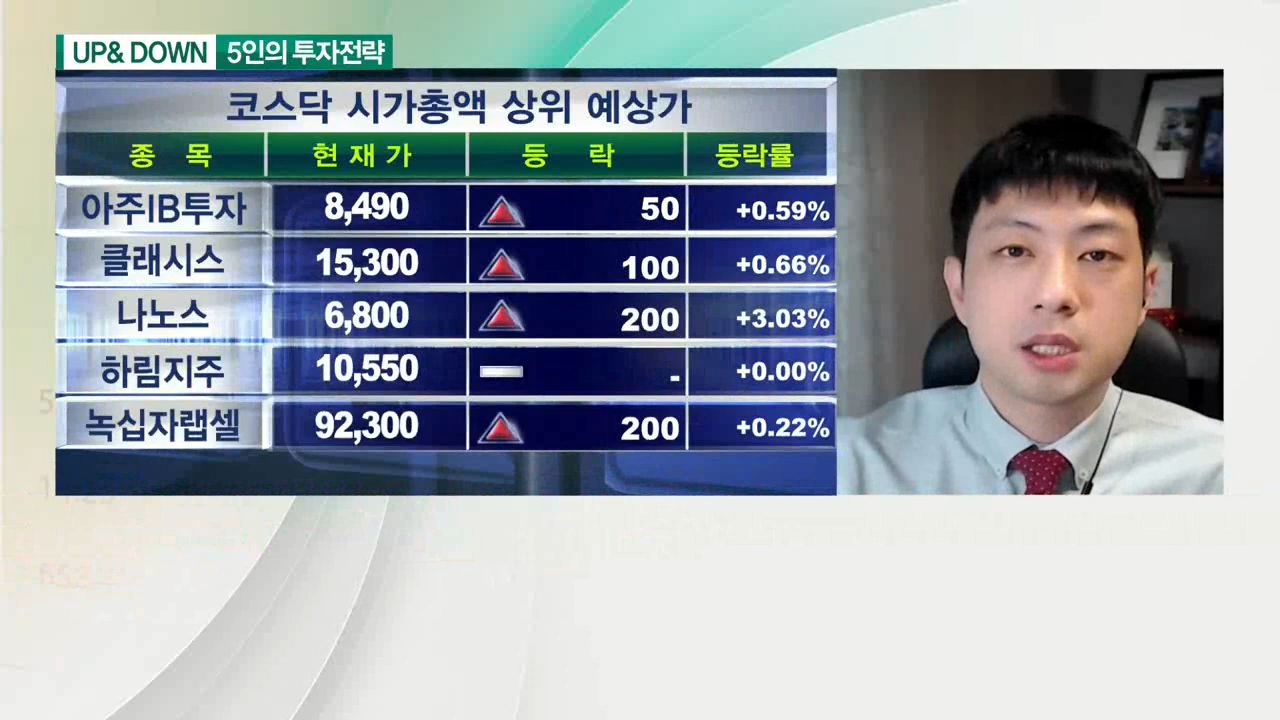 UP& DOWN 5인의 투자전략
코스닥 시가총액 상위 예상가
종 목 현 재 가 등 락 등락률
아주IB투자 8,490 ▲ 50 +0.59%
클래시스 15,300 ▲ 100 +0.66%
나노스 6,800 ▲ 200 +3.03%
하림지주 10,550 - +0.00%
녹십자랩셀 92,300 ▲ 200 +0.22%